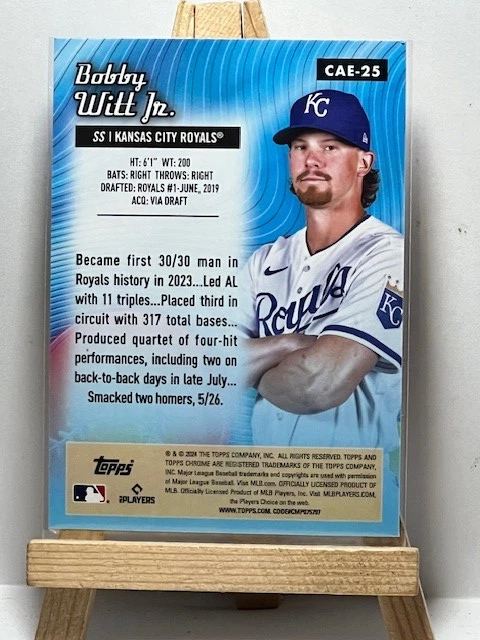 Bobby
Witt Jr.
CAE-25
SS | KANSAS CITY ROYALS®
HT: 6'1" WT: 200
BATS: RIGHT THROWS: RIGHT
DRAFTED: ROYALS #1-JUNE, 2019
ACQ: VIA DRAFT
KC
Became first 30/30 man in
Royals history in 2023...Led AL
with 11 triples...Placed third in
circuit with 317 total bases...
Produced quartet of four-hit
performances, including two on
back-to-back days in late July...
Smacked two homers, 5/26.
Royals
KC
Topps
PLAYERS
® & © 2024 THE TOPPS COMPANY, INC. ALL RIGHTS RESERVED. TOPPS AND
TOPPS CHROME ARE REGISTERED TRADEMARKS OF THE TOPPS COMPANY,
INC. Major League Baseball trademarks and copyrights are used with permission
of Major League Baseball. Visit MLB.com. OFFICIALLY LICENSED PRODUCT OF
MLB. Officially Licensed Product of MLB Players, Inc. Visit MLBPLAYERS.COM,
the Players Choice on the web.
WWW.TOPPS.COM. CODE#CMP075797